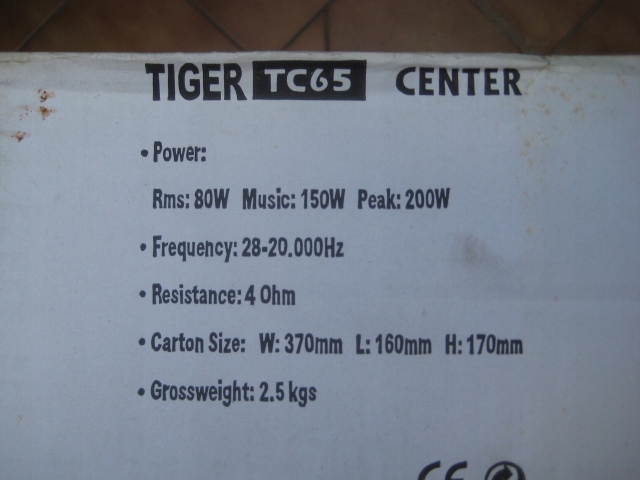 TIGER TC65 CENTER
• Power:
Rms: 80W Music: 150W Peak: 200W
• Frequency: 28-20.000Hz
• Resistance: 4 Ohm
• Carton Size: W: 370mm L: 160mm H: 170mm
• Grossweight: 2.5 kgs
CE